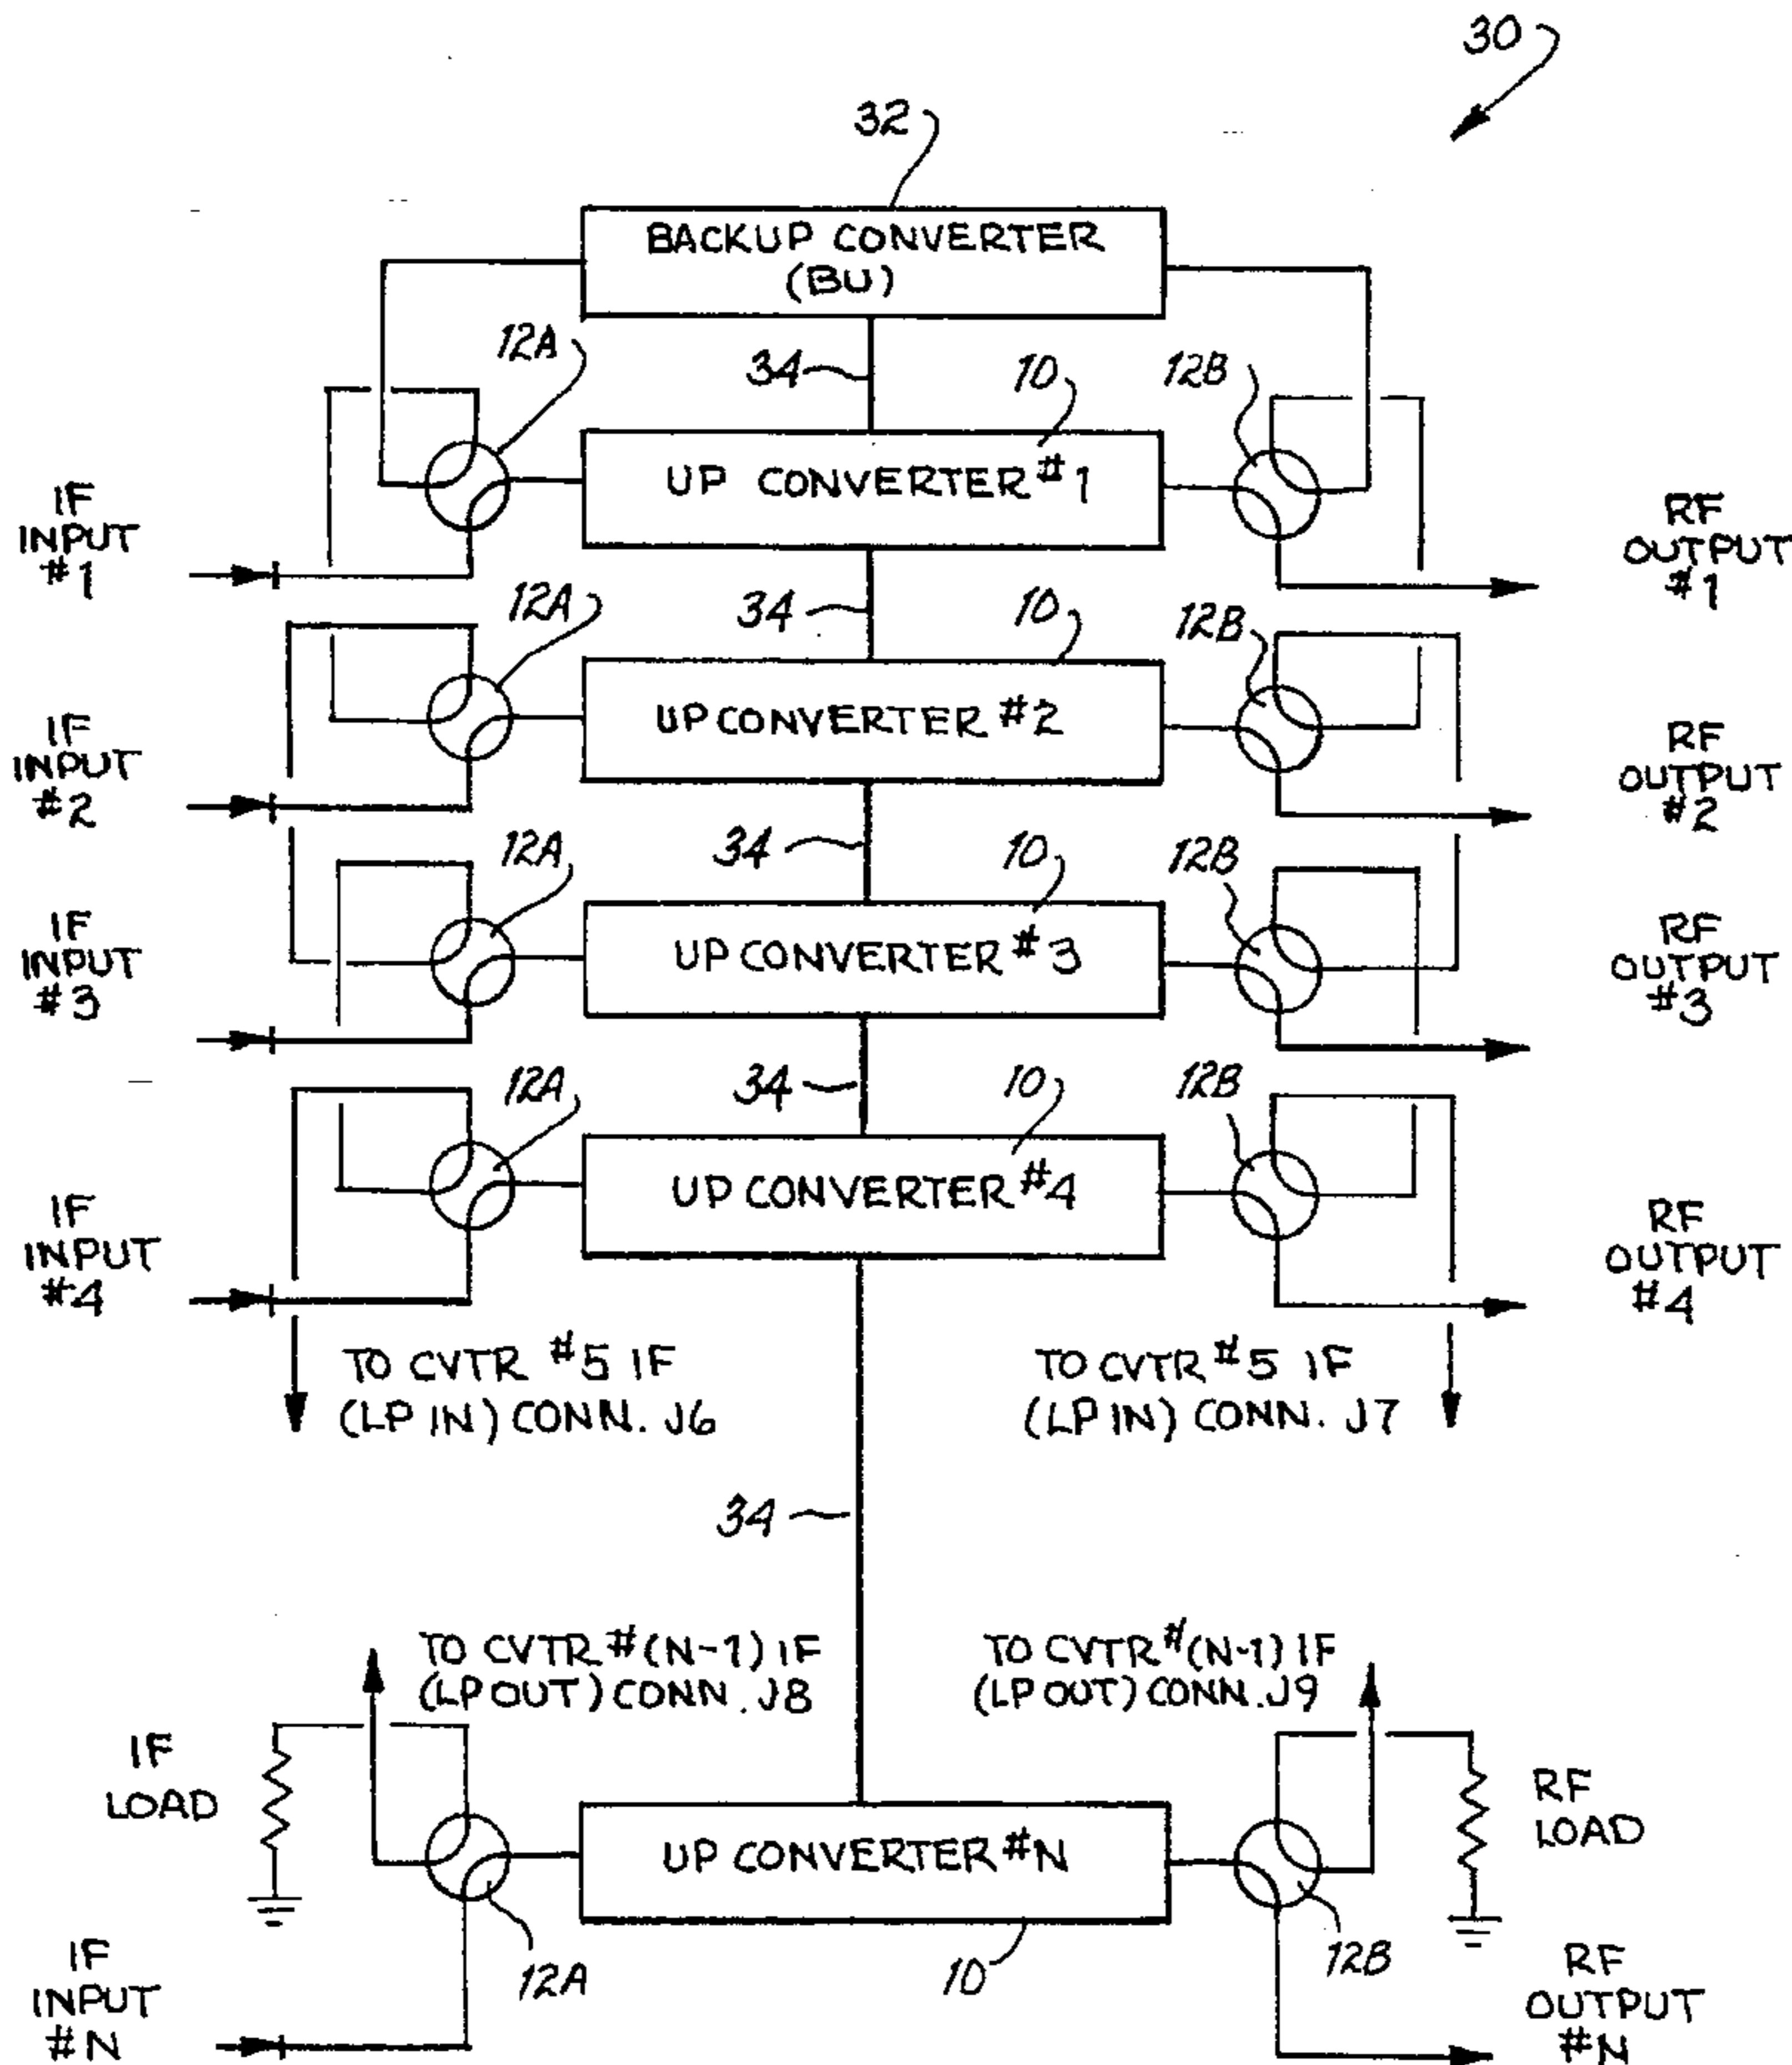 30
32
BACKUP CONVERTER
(BU)
12A
34
10
12B
UP CONVERTER #1
IF
INPUT
#1
RF
OUTPUT
#1
12A
34
10
12B
UP CONVERTER #2
IF
INPUT
#2
RF
OUTPUT
#2
12A
34
10
12B
UP CONVERTER #3
IF
INPUT
#3
RF
OUTPUT
#3
12A
34
10
12B
UP CONVERTER #4
IF
INPUT
#4
RF
OUTPUT
#4
TO CVTR #5 IF
(LP IN) CONN. J6
TO CVTR #5 IF
(LP IN) CONN. J7
34
TO CVTR #(N-1) IF
(LP OUT) CONN. J8
TO CVTR #(N-1) IF
(LP OUT) CONN. J9
IF
LOAD
UP CONVERTER #N
RF
LOAD
12A
10
12B
IF
INPUT
#N
RF
OUTPUT
#N